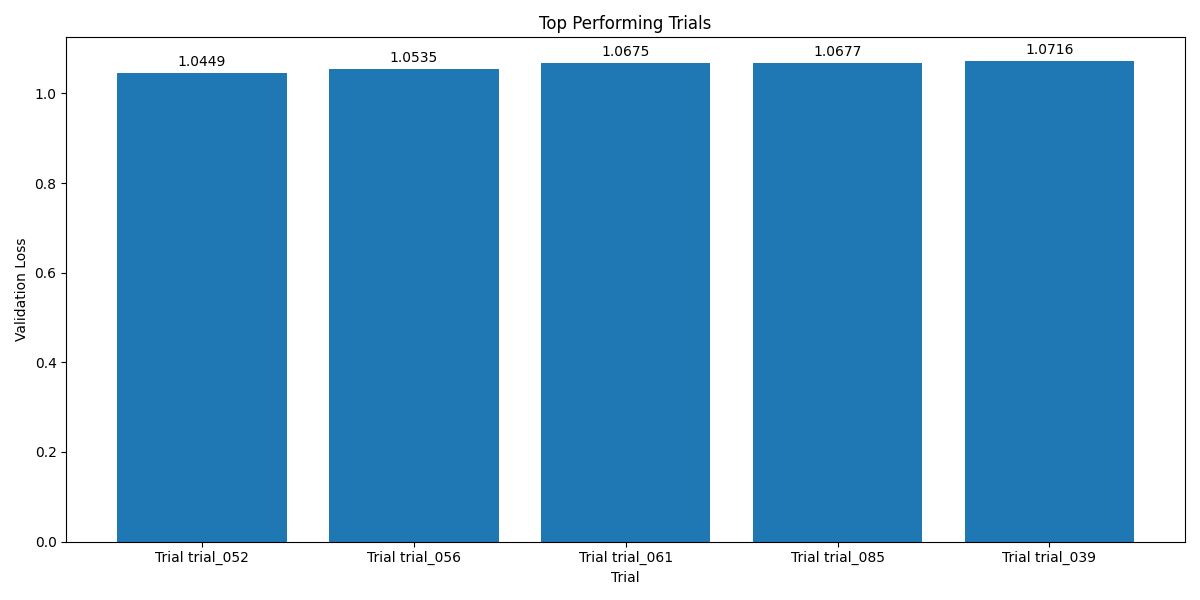 Top Performing Trials
1.0449
1.0535
1.0675
1.0677
1.0716
Validation Loss
1.0
0.8
0.6
0.4
0.2
0.0
Trial trial_052
Trial trial_056
Trial trial_061
Trial trial_085
Trial trial_039
Trial